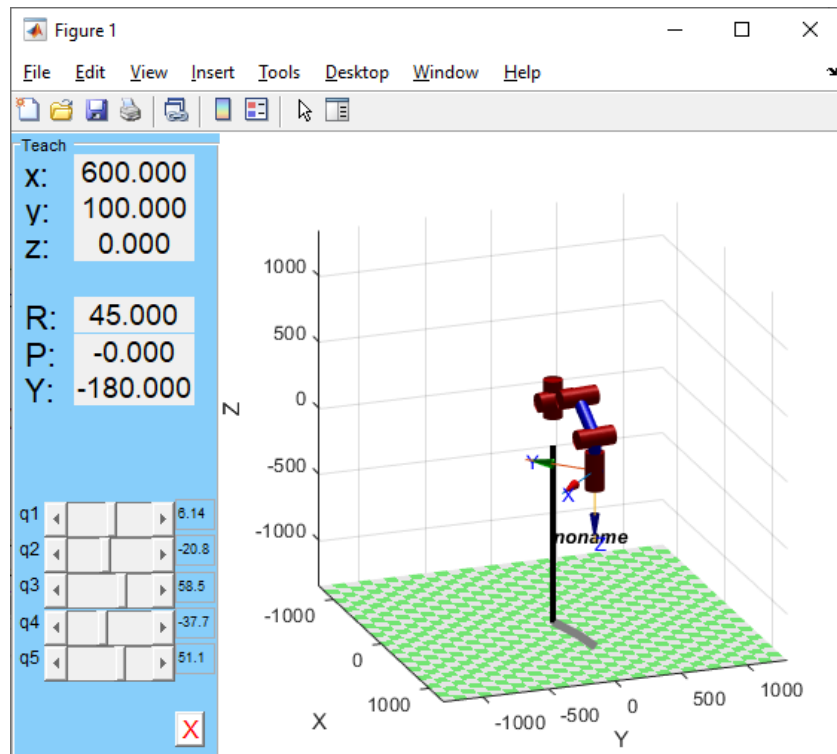 Figure 1
File Edit View Insert Tools Desktop Window Help
Teach
x: 600.000
y: 100.000
z: 0.000
R: 45.000
P: -0.000
Y: -180.000
q1 6.14
q2 -20.8
q3 58.5
q4 -37.7
q5 51.1
X
1000
500
0
-500
-1000
Z
Y
X
Z
noname
-1000
0
1000
X
-1000 -500 0 500 1000
Y